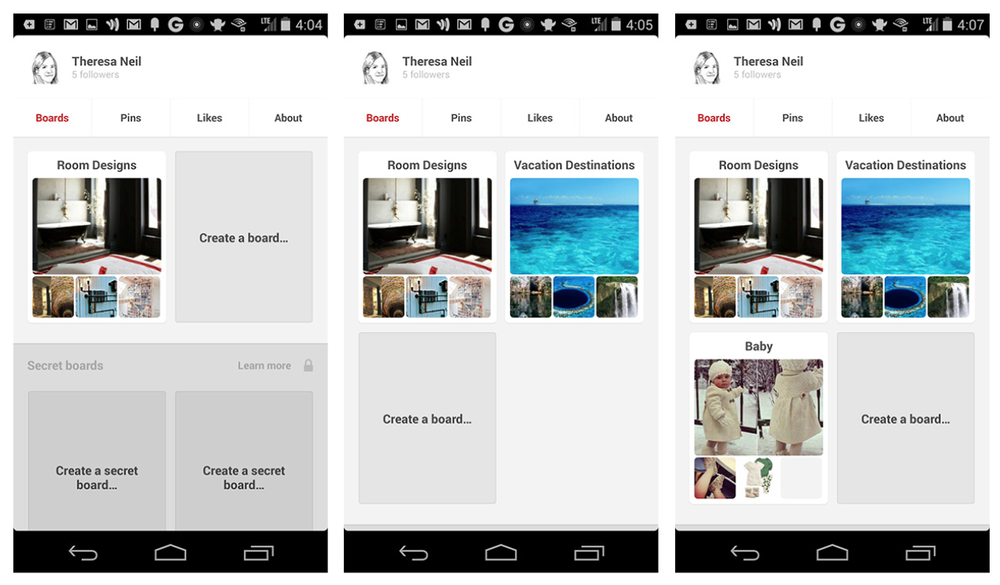 LTE 4:04
Theresa Neil
5 followers
Boards Pins Likes About
Room Designs
Create a board...
Secret boards Learn more
Create a secret
board...
Create a secret
board...
LTE 4:05
Theresa Neil
5 followers
Boards Pins Likes About
Room Designs Vacation Destinations
Create a board...
LTE 4:07
Theresa Neil
5 followers
Boards Pins Likes About
Room Designs Vacation Destinations
Baby
Create a board...